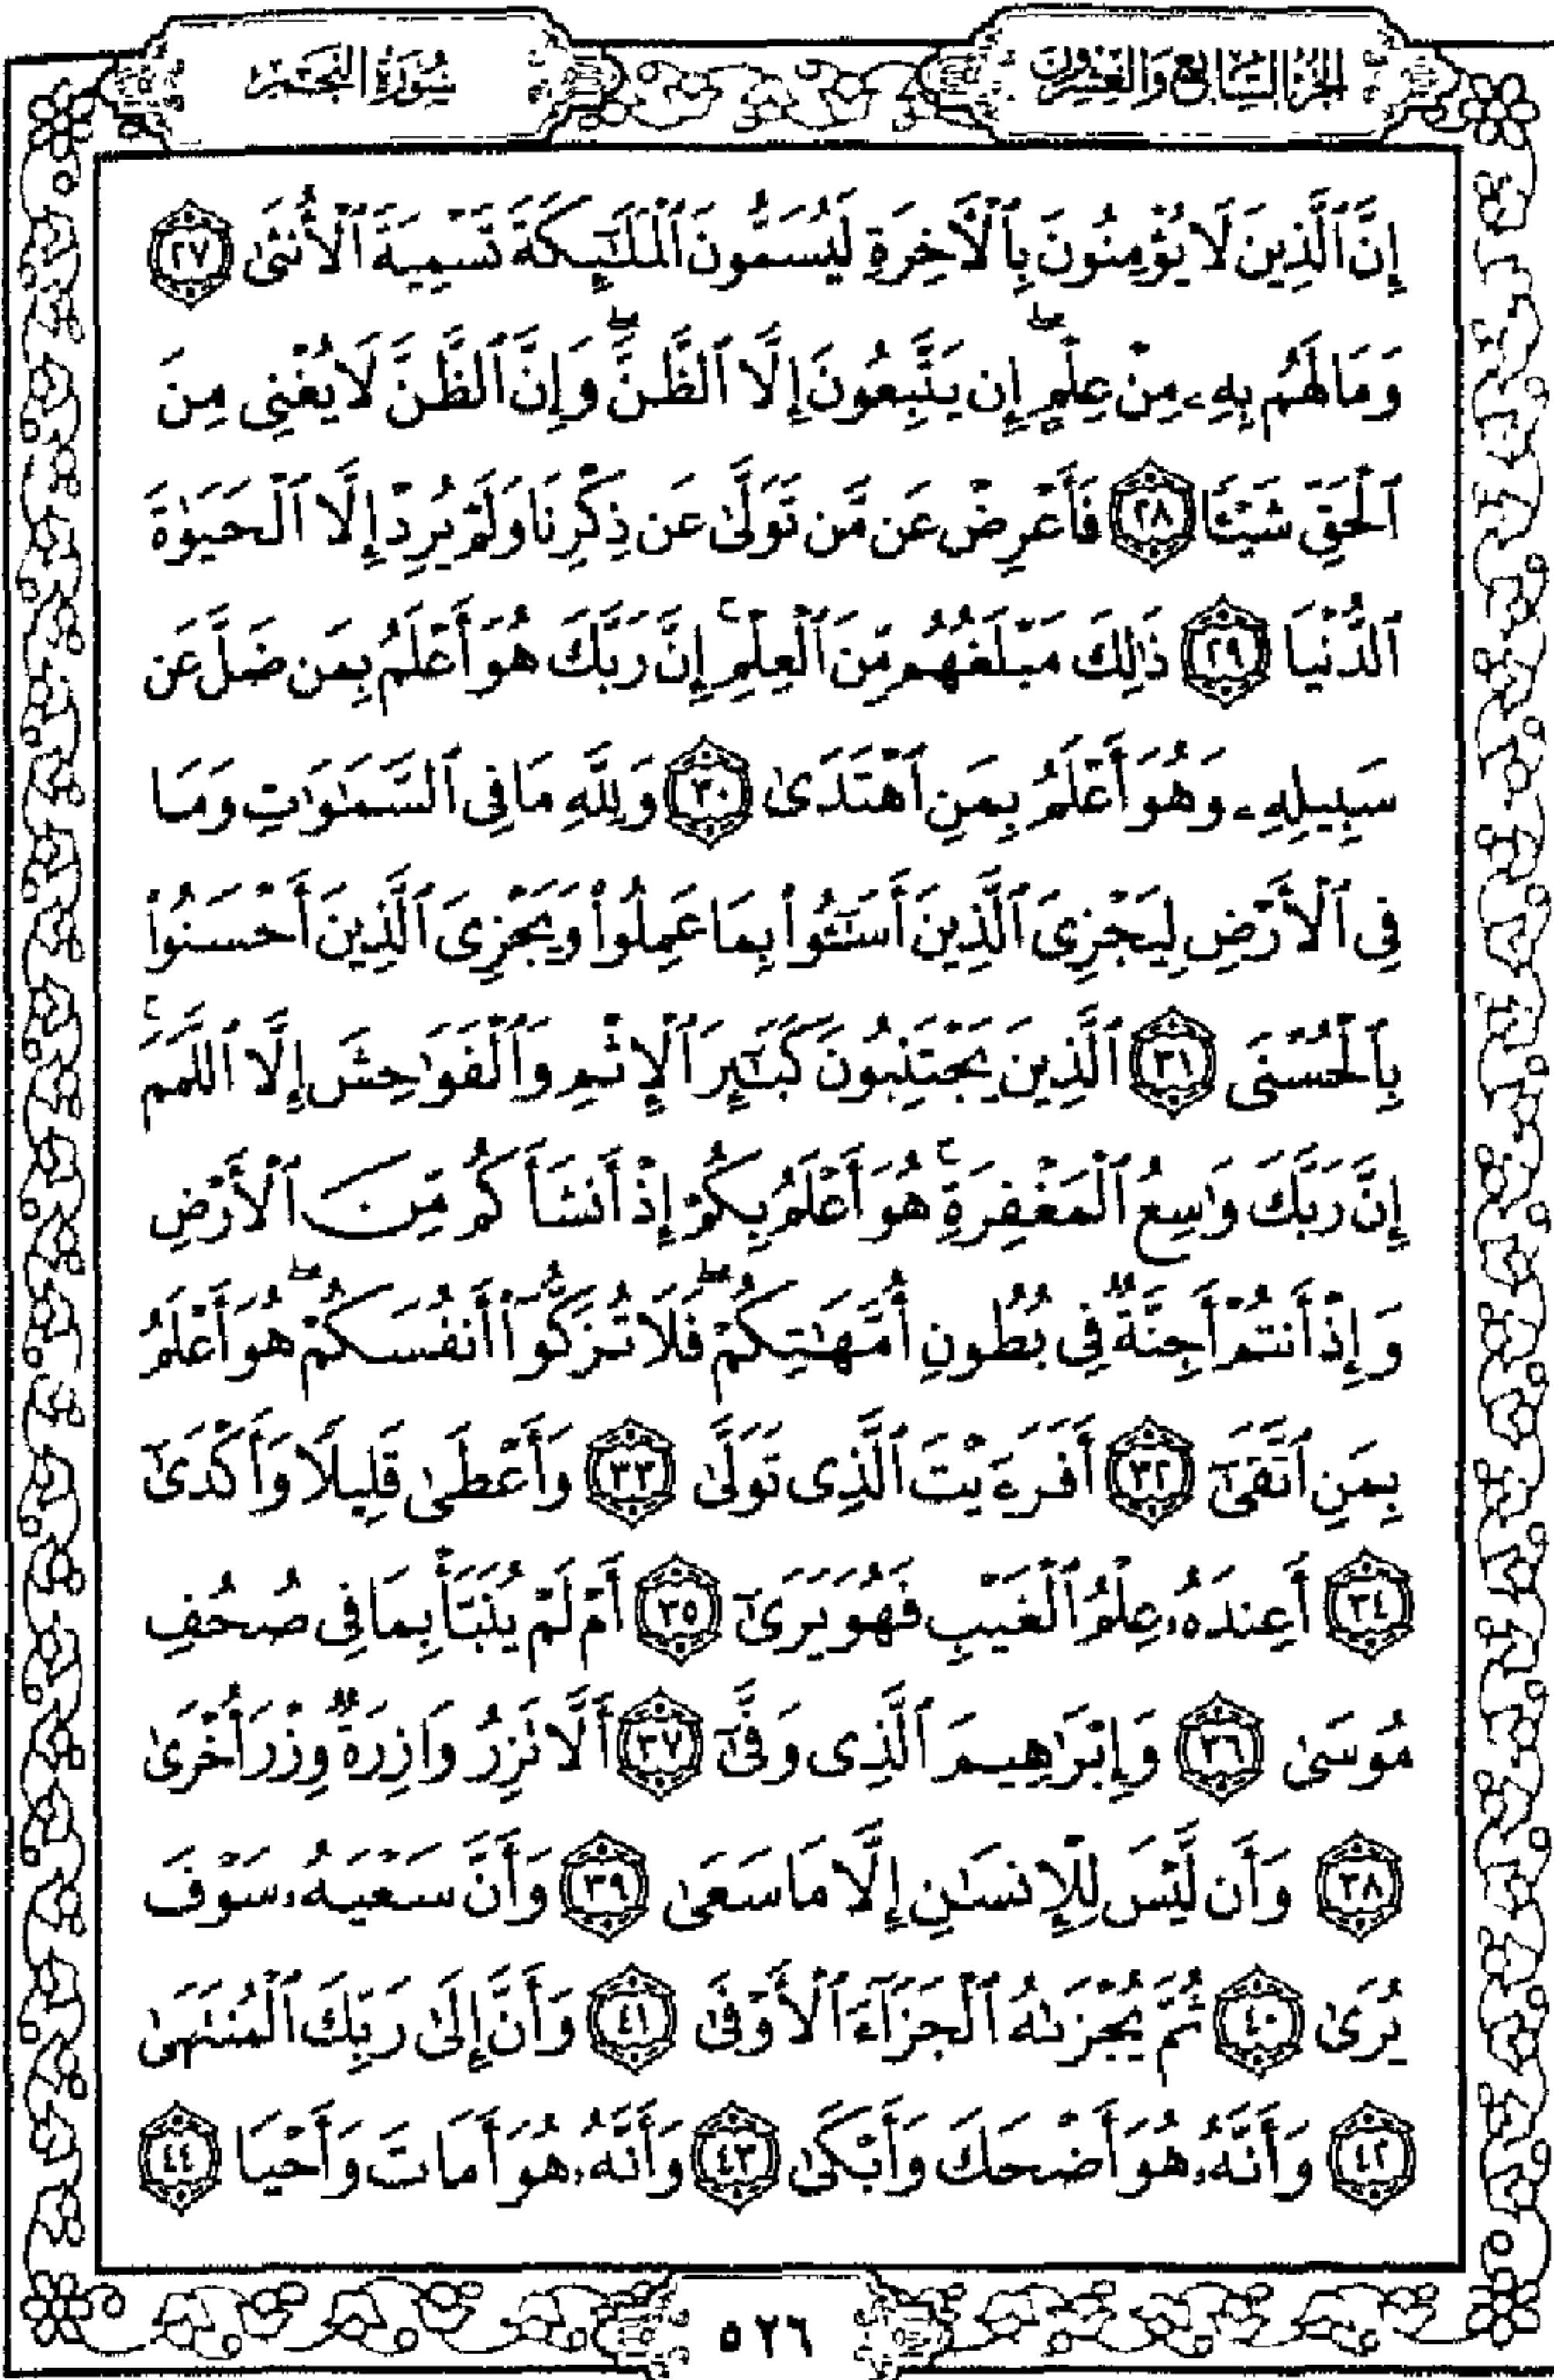 الجزء السابع والعشرون
سورة النجم
إِنَّ ٱلَّذِينَ لَا يُؤْمِنُونَ بِٱلْأَخِرَةِ لَيُسَمُّونَ ٱلْمَلَٰٓئِكَةَ تَسْمِيَةَ ٱلْأُنثَىٰ ٢٧
وَمَا لَهُم بِهِۦ مِنْ عِلْمٍ ۖ إِن يَتَّبِعُونَ إِلَّا ٱلظَّنَّ ۖ وَإِنَّ ٱلظَّنَّ لَا يُغْنِى مِنَ
ٱلْحَقِّ شَيْـًٔا ٢٨ فَأَعْرِضْ عَن مَّن تَوَلَّىٰ عَن ذِكْرِنَا وَلَمْ يُرِدْ إِلَّا ٱلْحَيَوٰةَ
ٱلدُّنْيَا ٢٩ ذَٰلِكَ مَبْلَغُهُم مِّنَ ٱلْعِلْمِ ۚ إِنَّ رَبَّكَ هُوَ أَعْلَمُ بِمَن ضَلَّ عَن
سَبِيلِهِۦ وَهُوَ أَعْلَمُ بِمَنِ ٱهْتَدَىٰ ٣٠ وَلِلَّهِ مَا فِى ٱلسَّمَٰوَٰتِ وَمَا
فِى ٱلْأَرْضِ لِيَجْزِىَ ٱلَّذِينَ أَسَٰٓـُٔوا۟ بِمَا عَمِلُوا۟ وَيَجْزِىَ ٱلَّذِينَ أَحْسَنُوا۟
بِٱلْحُسْنَى ٣١ ٱلَّذِينَ يَجْتَنِبُونَ كَبَٰٓئِرَ ٱلْإِثْمِ وَٱلْفَوَٰحِشَ إِلَّا ٱللَّمَمَ ۚ
إِنَّ رَبَّكَ وَٰسِعُ ٱلْمَغْفِرَةِ ۚ هُوَ أَعْلَمُ بِكُمْ إِذْ أَنشَأَكُم مِّنَ ٱلْأَرْضِ
وَإِذْ أَنتُمْ أَجِنَّةٌ فِى بُطُونِ أُمَّهَٰتِكُمْ ۖ فَلَا تُزَكُّوٓا۟ أَنفُسَكُمْ ۖ هُوَ أَعْلَمُ
بِمَنِ ٱتَّقَىٰٓ ٣٢ أَفَرَءَيْتَ ٱلَّذِى تَوَلَّىٰ ٣٣ وَأَعْطَىٰ قَلِيلًا وَأَكْدَىٰٓ
٣٤ أَعِندَهُۥ عِلْمُ ٱلْغَيْبِ فَهُوَ يَرَىٰٓ ٣٥ أَمْ لَمْ يُنَبَّأْ بِمَا فِى صُحُفِ
مُوسَىٰ ٣٦ وَإِبْرَٰهِيمَ ٱلَّذِى وَفَّىٰٓ ٣٧ أَلَّا تَزِرُ وَازِرَةٌ وِزْرَ أُخْرَىٰ
٣٨ وَأَن لَّيْسَ لِلْإِنسَٰنِ إِلَّا مَا سَعَىٰ ٣٩ وَأَنَّ سَعْيَهُۥ سَوْفَ
يُرَىٰ ٤٠ ثُمَّ يُجْزَىٰهُ ٱلْجَزَآءَ ٱلْأَوْفَىٰ ٤١ وَأَنَّ إِلَىٰ رَبِّكَ ٱلْمُنتَهَىٰ
٤٢ وَأَنَّهُۥ هُوَ أَضْحَكَ وَأَبْكَىٰ ٤٣ وَأَنَّهُۥ هُوَ أَمَاتَ وَأَحْيَا ٤٤
٥٢٦